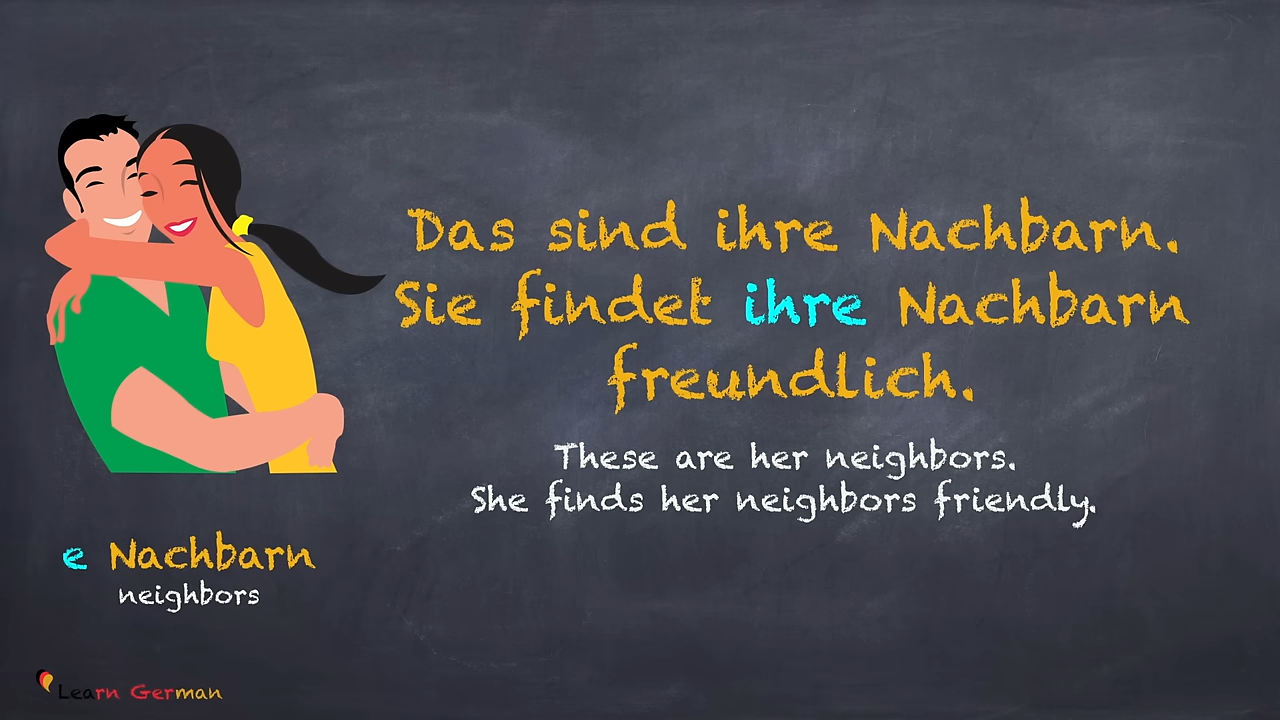 Das sind ihre Nachbarn.
Sie findet ihre Nachbarn
freundlich.
These are her neighbors.
She finds her neighbors friendly.
e Nachbarn
neighbors
Learn German